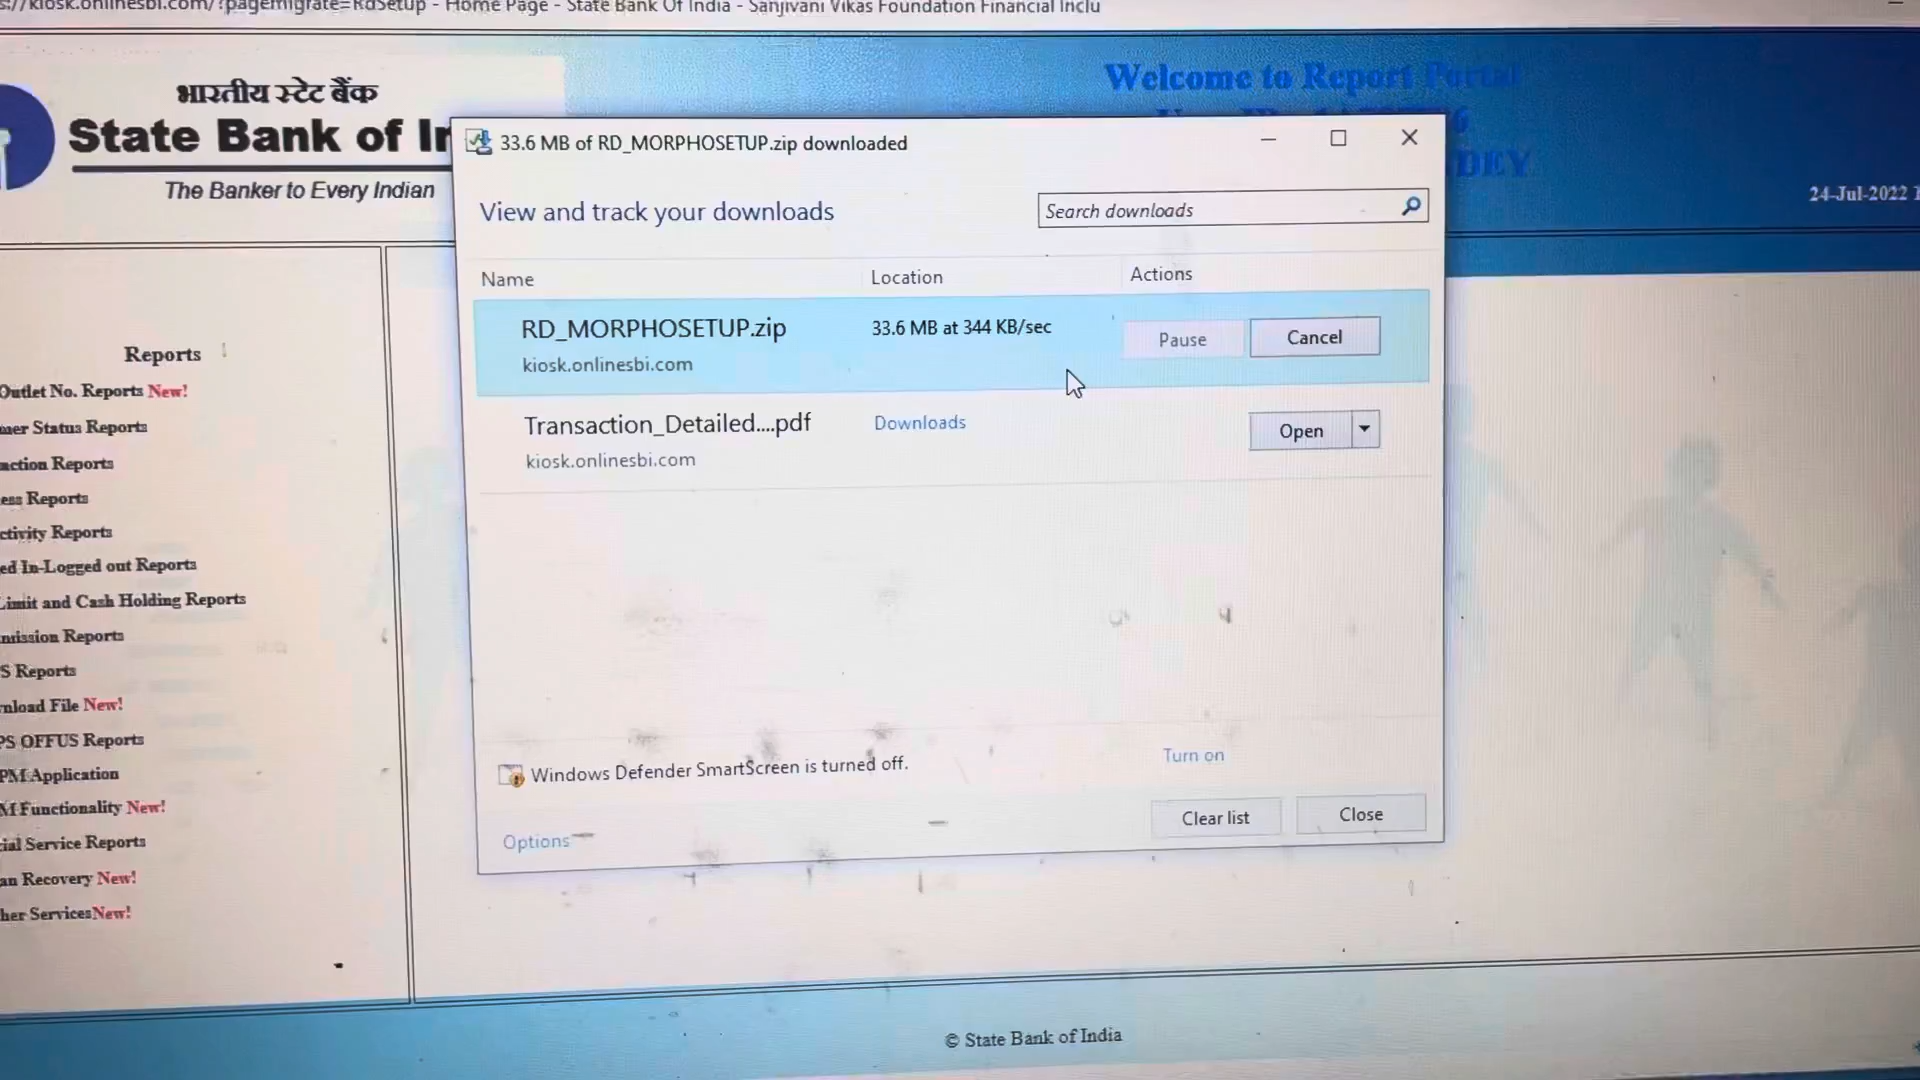 s://kiosk.onlinesbi.com/?pagemigrate=RdSetup - Home Page - State Bank Of India - Sanjivani Vikas Foundation Financial Inclu
भारतीय स्टेट बैंक
State Bank of In
The Banker to Every Indian
Welcome to Report Portal
DEY
24-Jul-2022
33.6 MB of RD_MORPHOSETUP.zip downloaded
View and track your downloads
Search downloads
Name Location Actions
RD_MORPHOSETUP.zip 33.6 MB at 344 KB/sec Pause Cancel
kiosk.onlinesbi.com
Transaction_Detailed....pdf Downloads Open
kiosk.onlinesbi.com
Windows Defender SmartScreen is turned off. Turn on
Options Clear list Close
Reports
Outlet No. Reports New!
mer Status Reports
action Reports
ess Reports
ctivity Reports
ed In-Logged out Reports
Limit and Cash Holding Reports
mission Reports
S Reports
nload File New!
PS OFFUS Reports
PM Application
M Functionality New!
ial Service Reports
an Recovery New!
her Services New!
© State Bank of India